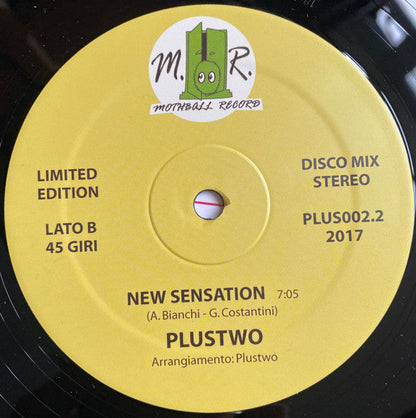 M. R.
MOTHBALL RECORD
LIMITED
EDITION
LATO B
45 GIRI
DISCO MIX
STEREO
PLUS002.2
2017
NEW SENSATION 7:05
(A. Bianchi - G. Costantini)
PLUSTWO
Arrangiamento: Plustwo